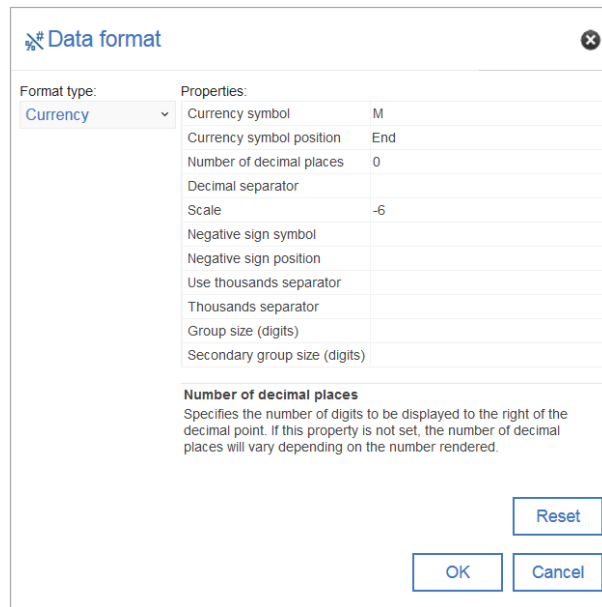 Data format
Format type:
Properties:
Currency
Currency symbol M
Currency symbol position End
Number of decimal places 0
Decimal separator
Scale -6
Negative sign symbol
Negative sign position
Use thousands separator
Thousands separator
Group size (digits)
Secondary group size (digits)
Number of decimal places
Specifies the number of digits to be displayed to the right of the
decimal point. If this property is not set, the number of decimal
places will vary depending on the number rendered.
Reset
OK
Cancel